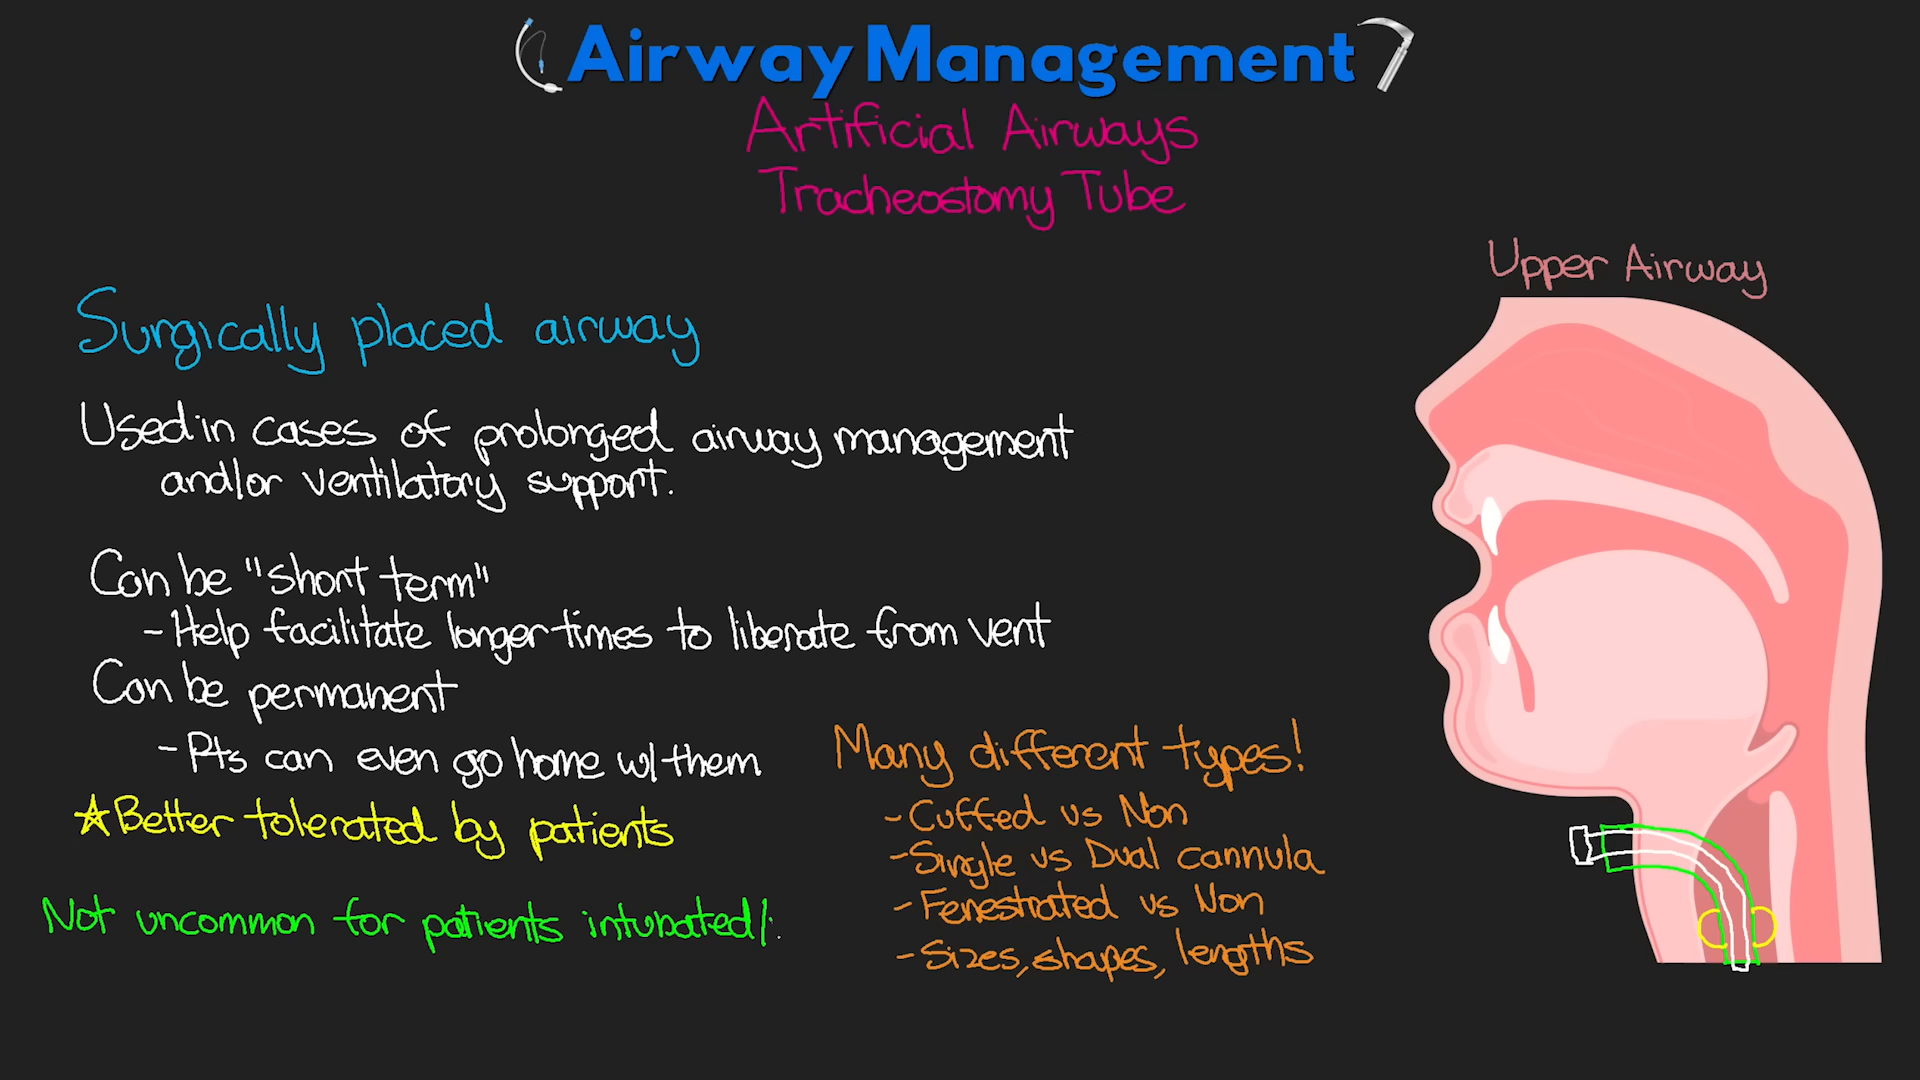 Airway Management
Artificial Airways
Tracheostomy Tube
Upper Airway
Surgically placed airway
Used in cases of prolonged airway management
and/or ventilatory support.
Can be "short term"
- Help facilitate longer times to liberate from vent
Can be permanent
- Pts can even go home w/ them
☆Better tolerated by patients
Not uncommon for patients intubated
Many different types!
- Cuffed vs Non
- Single vs Dual cannula
- Fenestrated vs Non
- Sizes, shapes, lengths